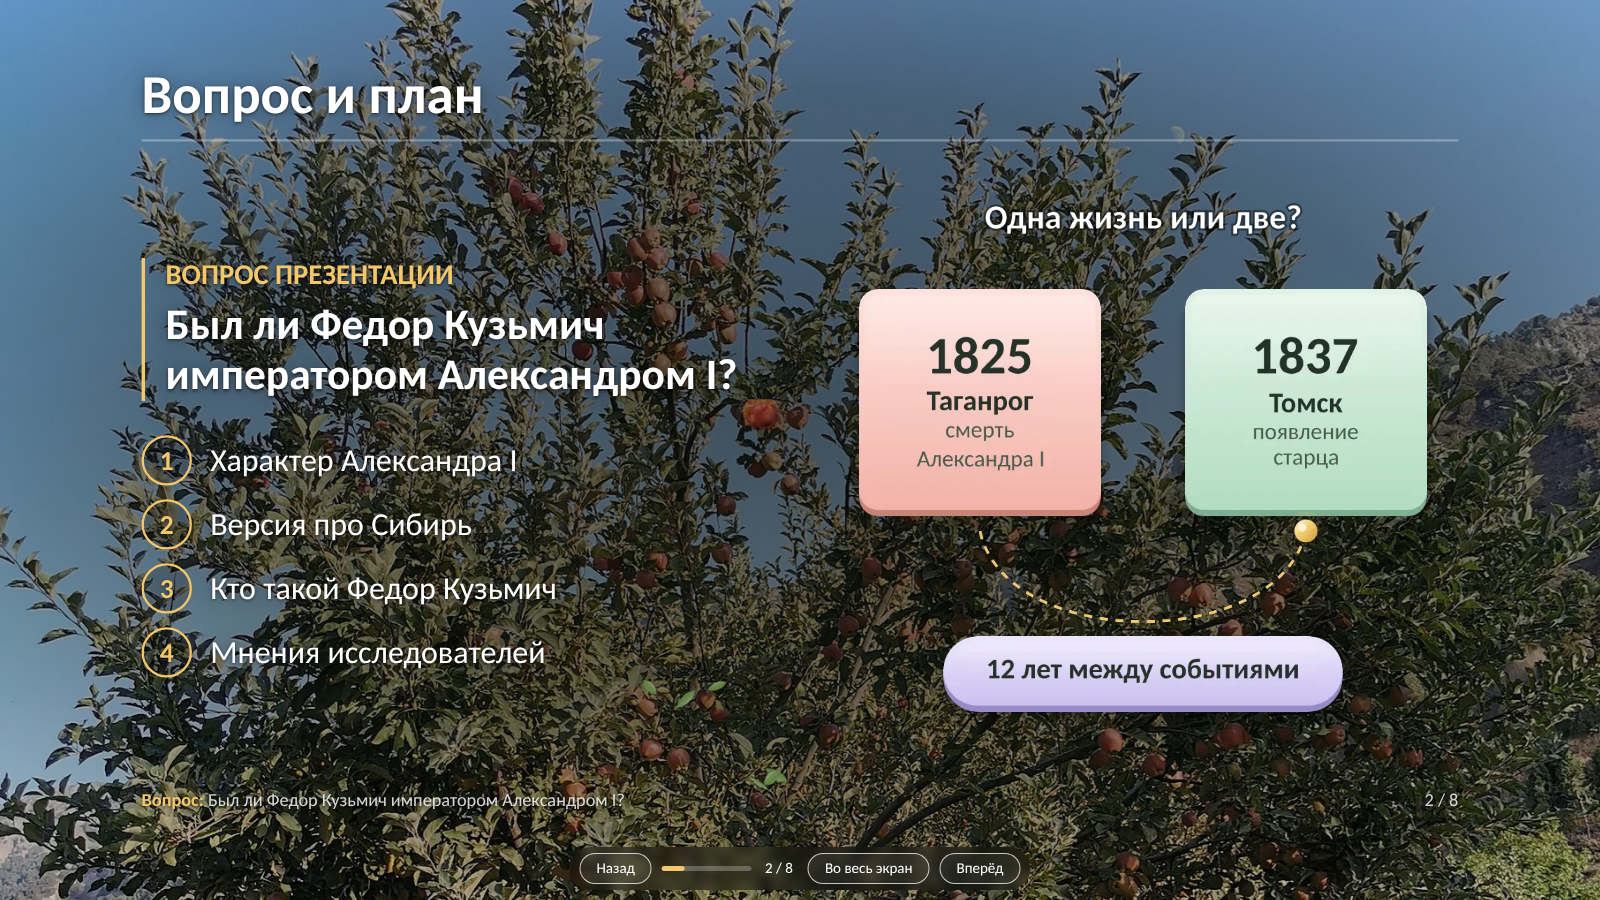 Вопрос и план
ВОПРОС ПРЕЗЕНТАЦИИ
Был ли Федор Кузьмич
императором Александром I?
1 Характер Александра I
2 Версия про Сибирь
3 Кто такой Федор Кузьмич
4 Мнения исследователей
Одна жизнь или две?
1825
Таганрог
смерть
Александра I
1837
Томск
появление
старца
12 лет между событиями
Вопрос: Был ли Федор Кузьмич императором Александром I?
2 / 8
Назад
2 / 8
Во весь экран
Вперёд